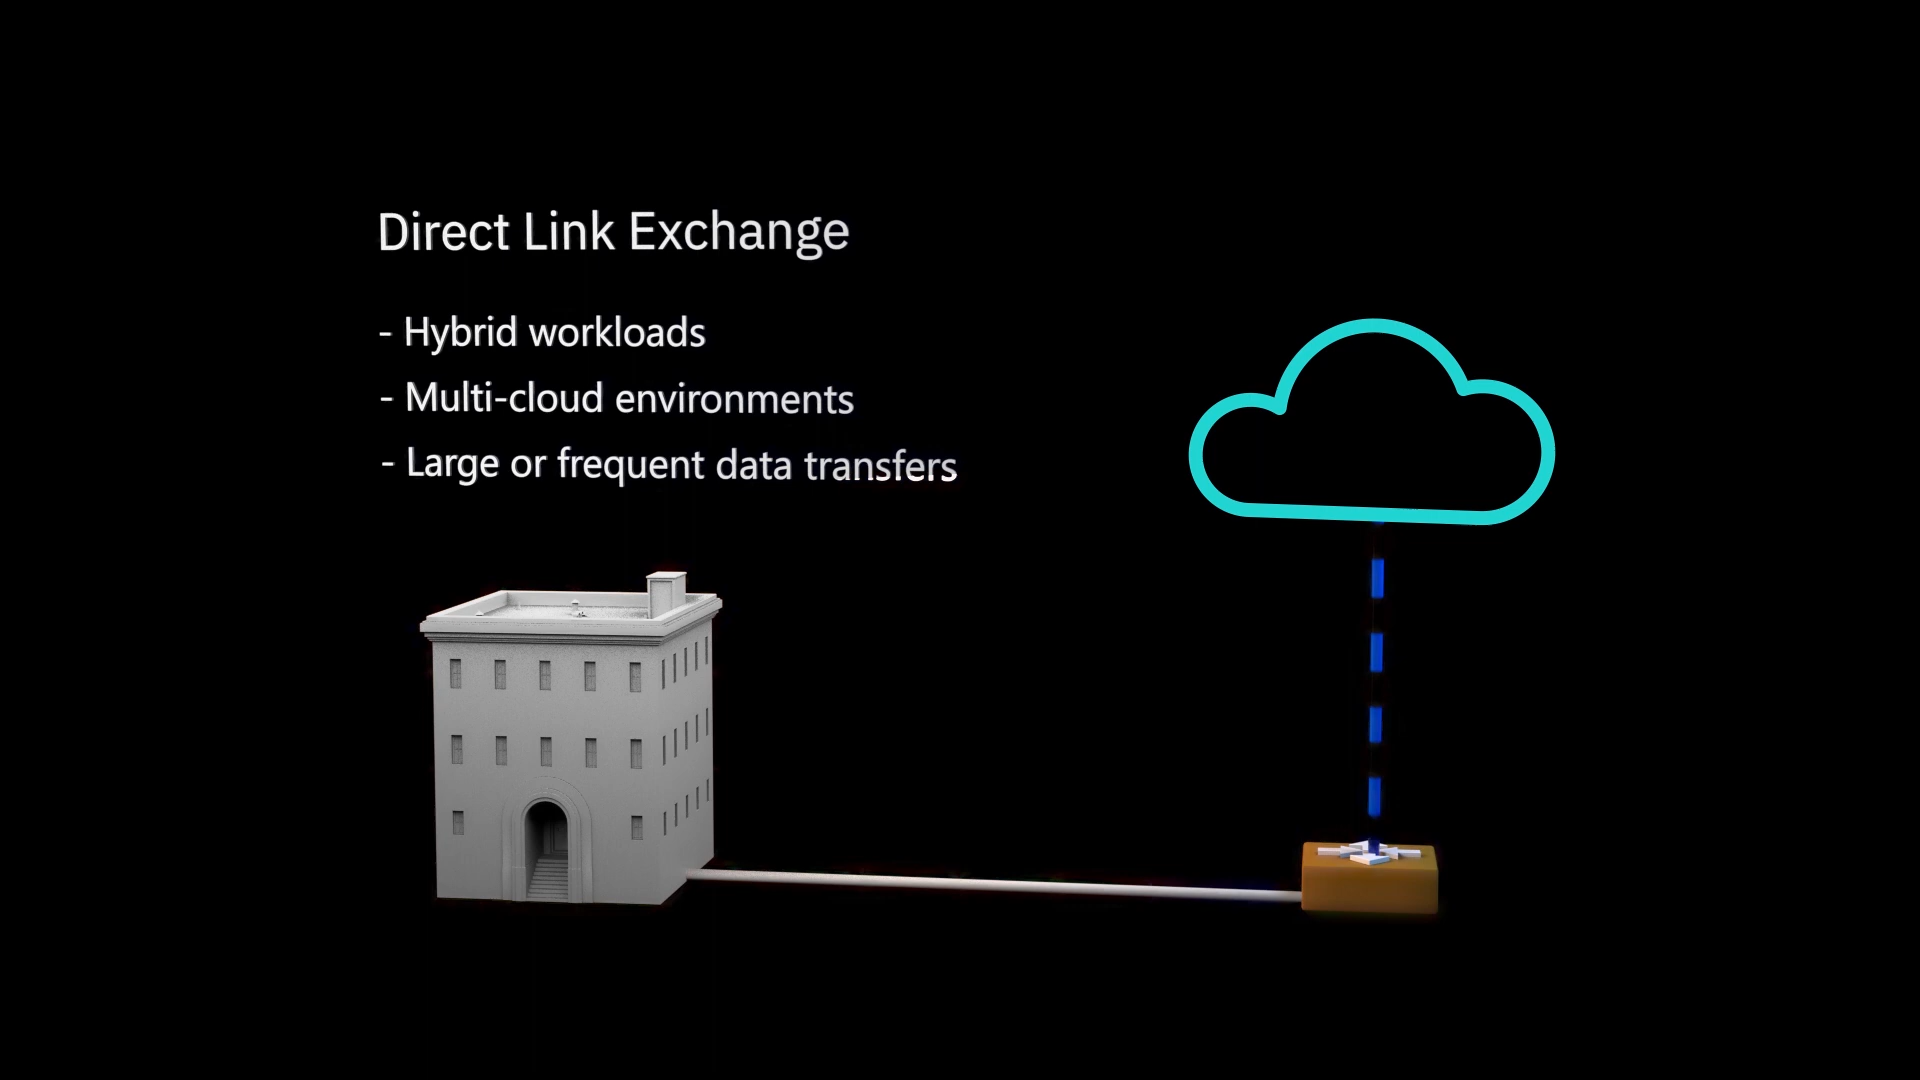 Direct Link Exchange
- Hybrid workloads
- Multi-cloud environments
- Large or frequent data transfers